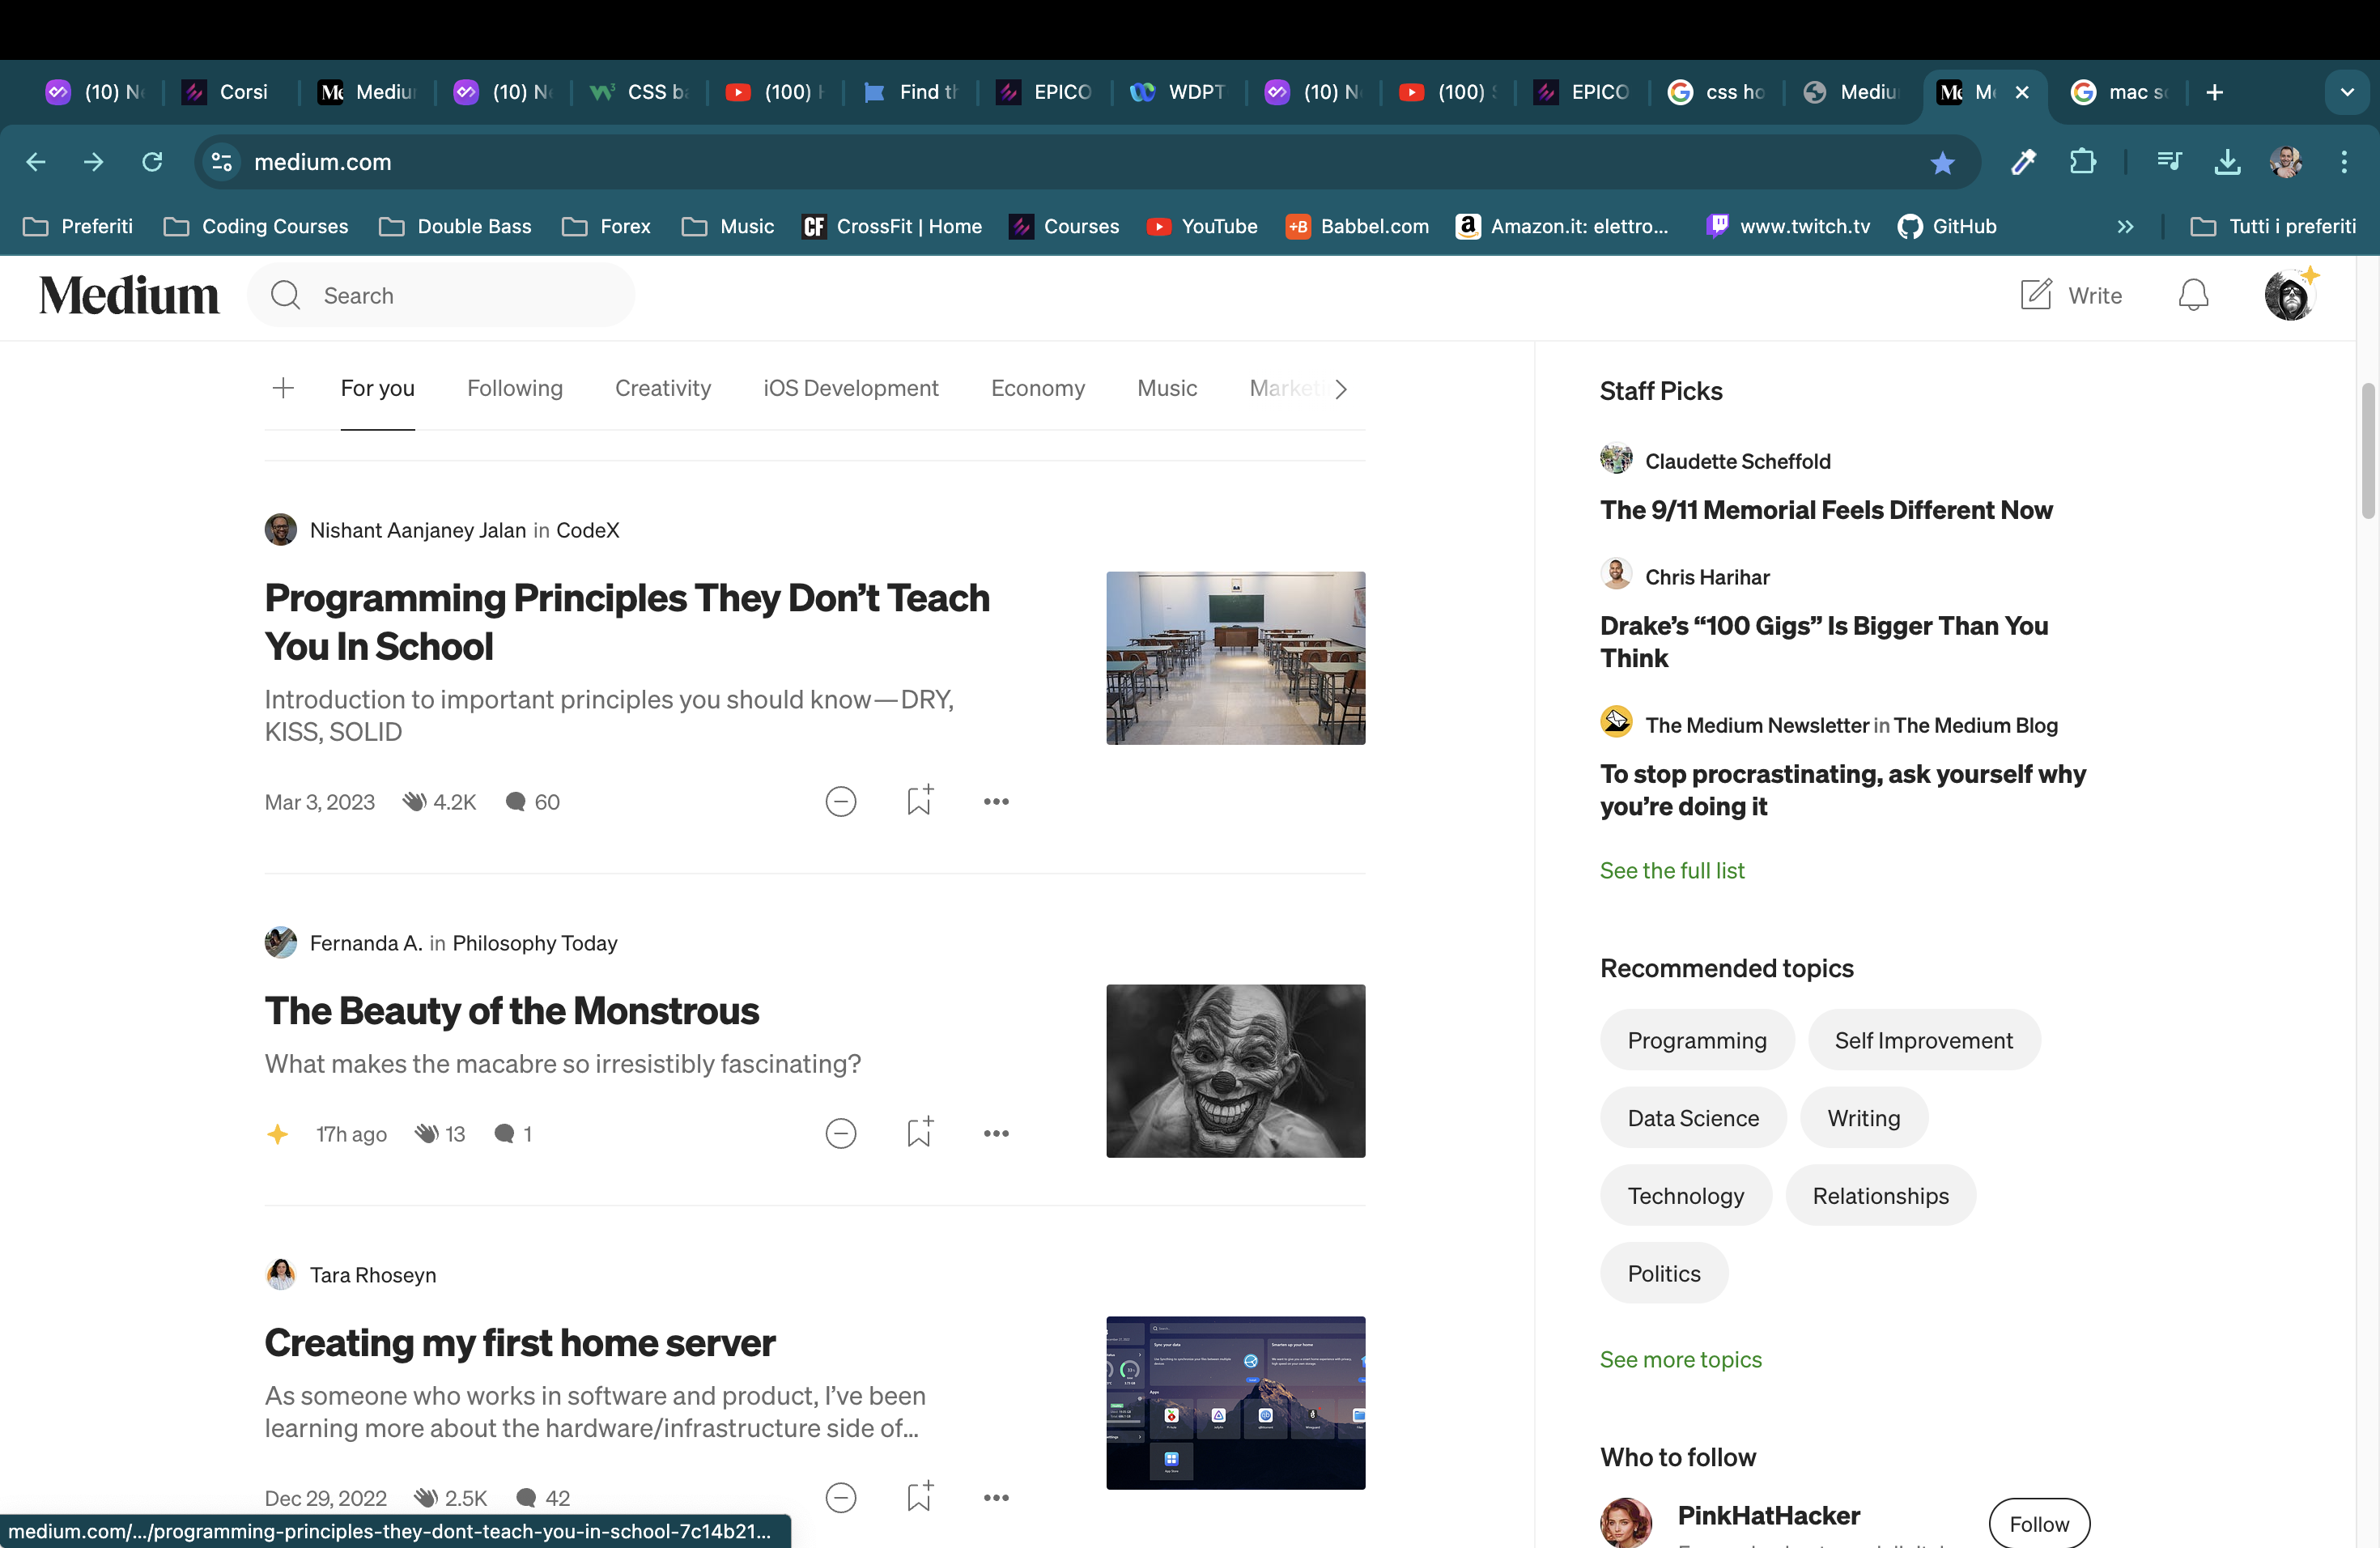 (10) N
Corsi
Mediu
(10) N
CSS ba
(100)
Find th
EPICO
WDPT
(10) N
(100)
EPICO
css ho
Mediu
M
mac s
medium.com
Preferiti
Coding Courses
Double Bass
Forex
Music
CrossFit | Home
Courses
YouTube
Babbel.com
Amazon.it: elettro...
www.twitch.tv
GitHub
Tutti i preferiti
Medium
Search
Write
For you
Following
Creativity
iOS Development
Economy
Music
Marketi
Nishant Aanjaney Jalan in CodeX
Programming Principles They Don’t Teach
You In School
Introduction to important principles you should know — DRY,
KISS, SOLID
Mar 3, 2023 4.2K 60
Fernanda A. in Philosophy Today
The Beauty of the Monstrous
What makes the macabre so irresistibly fascinating?
17h ago 13 1
Tara Rhoseyn
Creating my first home server
As someone who works in software and product, I’ve been
learning more about the hardware/infrastructure side of…
Dec 29, 2022 2.5K 42
medium.com/.../programming-principles-they-dont-teach-you-in-school-7c14b21...
Staff Picks
Claudette Scheffold
The 9/11 Memorial Feels Different Now
Chris Harihar
Drake’s “100 Gigs” Is Bigger Than You
Think
The Medium Newsletter in The Medium Blog
To stop procrastinating, ask yourself why
you’re doing it
See the full list
Recommended topics
Programming
Self Improvement
Data Science
Writing
Technology
Relationships
Politics
See more topics
Who to follow
PinkHatHacker
Follow